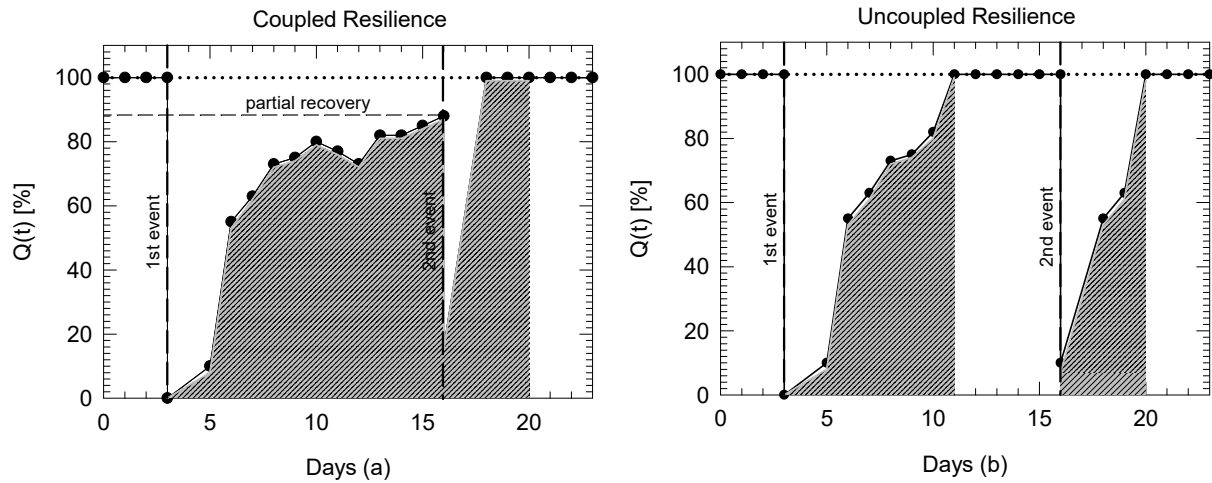 Coupled Resilience
100
80
60
40
20
0
Q(t) [%]
partial recovery
1st event
2nd event
0 5 10 15 20
Days (a)
Uncoupled Resilience
100
80
60
40
20
0
Q(t) [%]
1st event
2nd event
0 5 10 15 20
Days (b)